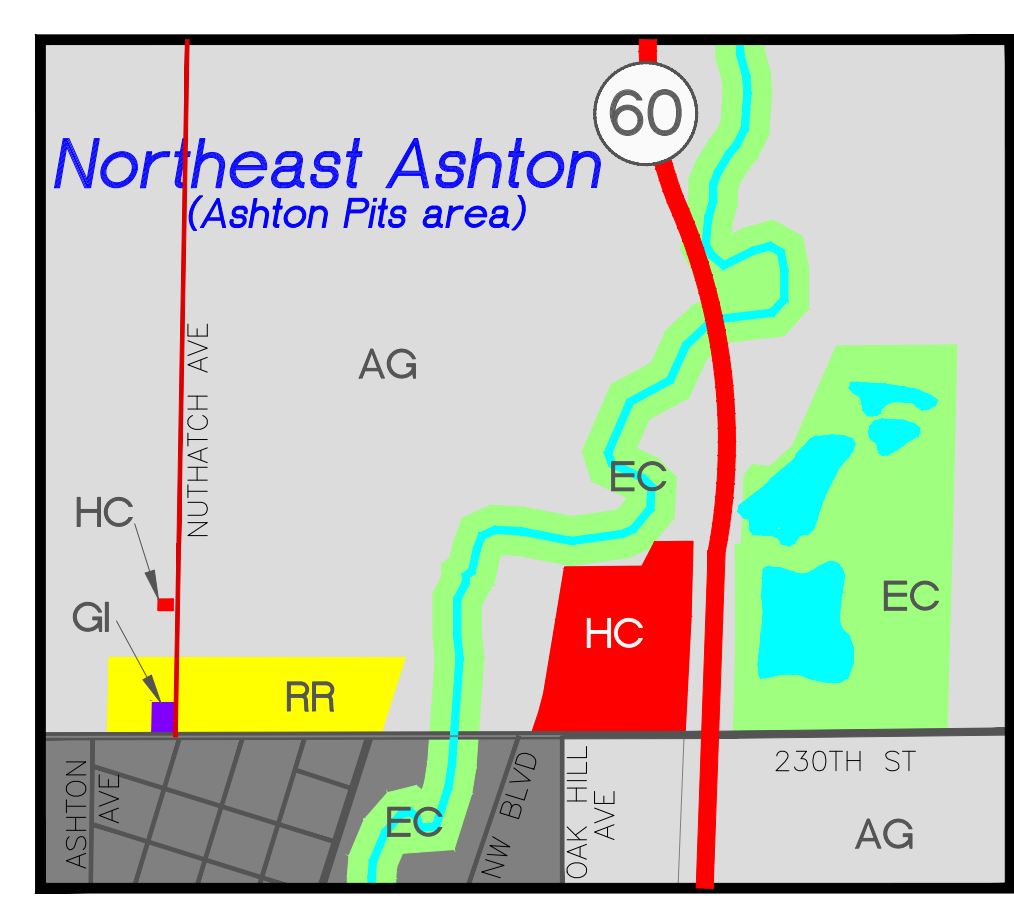 60
Northeast Ashton
(Ashton Pits area)
NUTHATCH AVE
AG
EC
HC
GI
EC
HC
RR
230TH ST
ASHTON
AVE
EC
NW BLVD
OAK HILL
AVE
AG